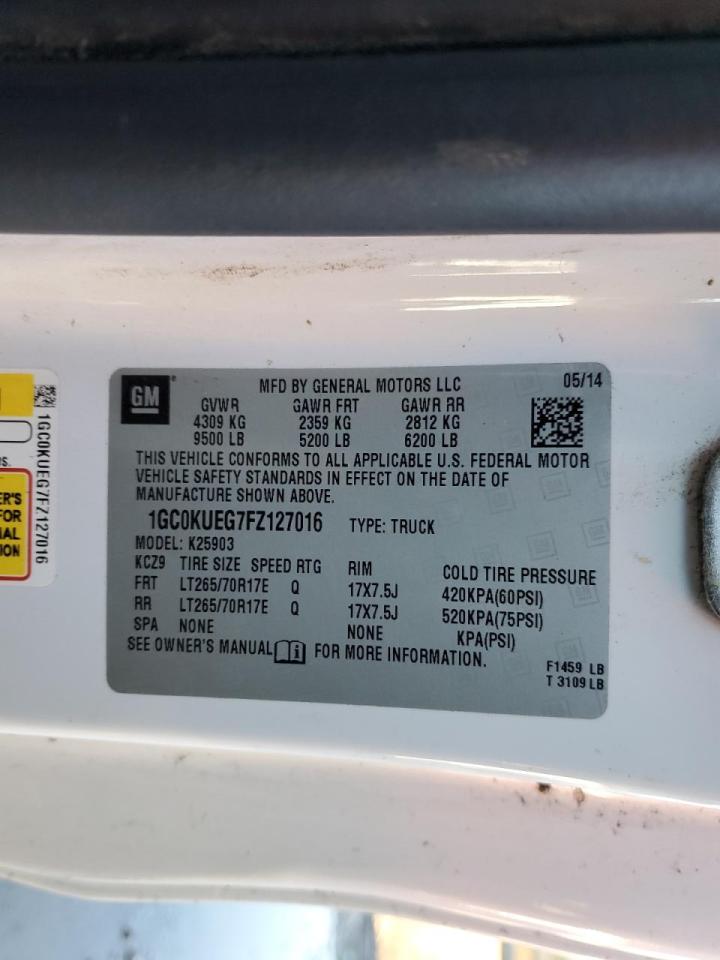 GM
MFD BY GENERAL MOTORS LLC 05/14
GVWR GAWR FRT GAWR RR
4309 KG 2359 KG 2812 KG
9500 LB 5200 LB 6200 LB
THIS VEHICLE CONFORMS TO ALL APPLICABLE U.S. FEDERAL MOTOR
VEHICLE SAFETY STANDARDS IN EFFECT ON THE DATE OF
MANUFACTURE SHOWN ABOVE.
1GC0KUEG7FZ127016 TYPE: TRUCK
MODEL: K25903
KCZ9 TIRE SIZE SPEED RTG RIM COLD TIRE PRESSURE
FRT LT265/70R17E Q 17X7.5J 420KPA(60PSI)
RR LT265/70R17E Q 17X7.5J 520KPA(75PSI)
SPA NONE NONE KPA(PSI)
SEE OWNER'S MANUAL FOR MORE INFORMATION.
F1459 LB
T 3109 LB
1GC0KUEG7FZ127016
ER'S
FOR
AL
ION